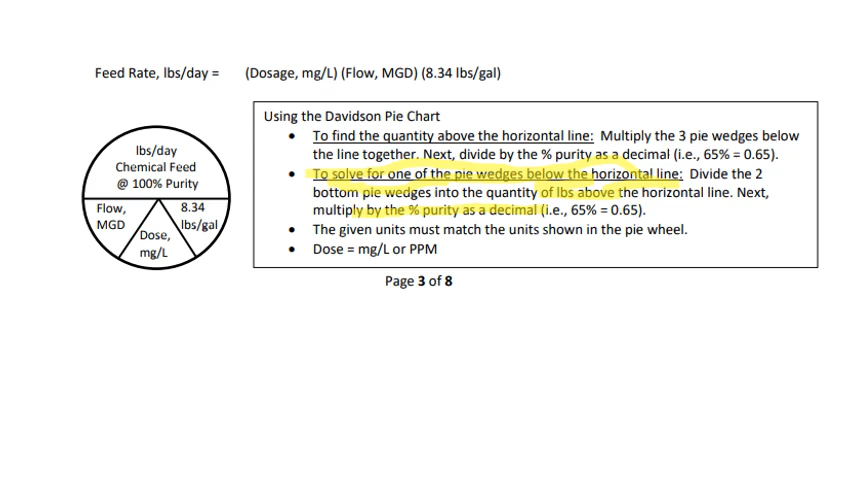 Feed Rate, lbs/day = (Dosage, mg/L) (Flow, MGD) (8.34 lbs/gal)
lbs/day
Chemical Feed
@ 100% Purity
Flow,
MGD
Dose,
mg/L
8.34
lbs/gal
Using the Davidson Pie Chart
• To find the quantity above the horizontal line: Multiply the 3 pie wedges below
the line together. Next, divide by the % purity as a decimal (i.e., 65% = 0.65).
• To solve for one of the pie wedges below the horizontal line: Divide the 2
bottom pie wedges into the quantity of lbs above the horizontal line. Next,
multiply by the % purity as a decimal (i.e., 65% = 0.65).
• The given units must match the units shown in the pie wheel.
• Dose = mg/L or PPM
Page 3 of 8